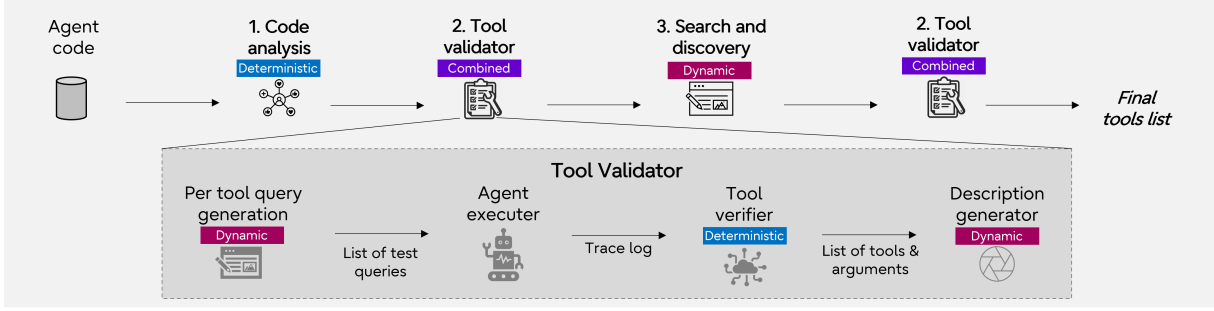 Agent
code
1. Code
analysis
Deterministic
2. Tool
validator
Combined
3. Search and
discovery
Dynamic
2. Tool
validator
Combined
Final
tools list
Tool Validator
Per tool query
generation
Dynamic
List of test
queries
Agent
executer
Trace log
Tool
verifier
Deterministic
List of tools &
arguments
Description
generator
Dynamic